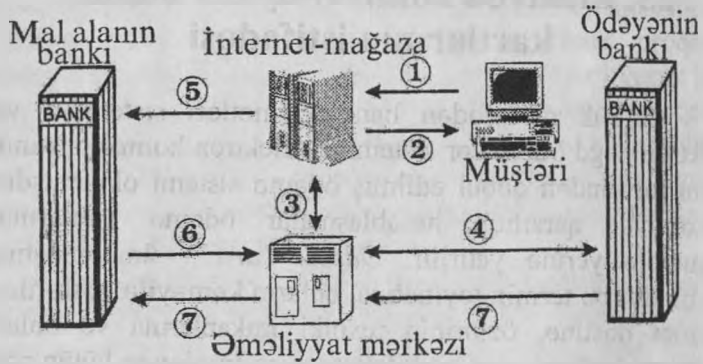 Mal alanın
bankı
İnternet-mağaza
Ödəyənin
bankı
①
⑤
BANK
②
Müştəri
BANK
③
⑥
④
⑦
⑦
Əməliyyat mərkəzi